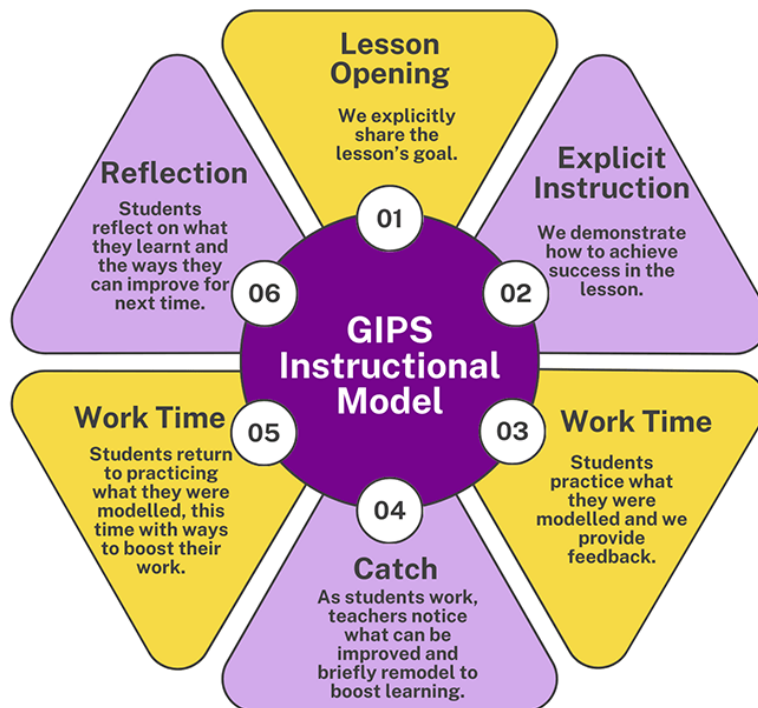 GIPS
Instructional
Model
01
Lesson
Opening
We explicitly
share the
lesson's goal.
02
Explicit
Instruction
We demonstrate
how to achieve
success in the
lesson.
03
Work Time
Students
practice what
they were
modelled and we
provide
feedback.
04
Catch
As students work,
teachers notice
what can be
improved and
briefly remodel to
boost learning.
05
Work Time
Students return
to practicing
what they were
modelled, this
time with ways
to boost their
work.
06
Reflection
Students
reflect on what
they learnt and
the ways they
can improve for
next time.